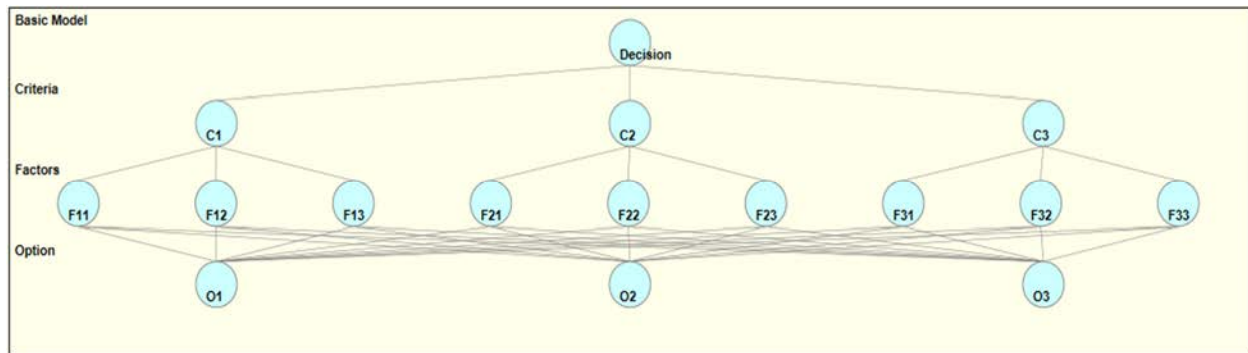 Basic Model
Decision
Criteria
C1 C2 C3
Factors
F11 F12 F13 F21 F22 F23 F31 F32 F33
Option
O1 O2 O3